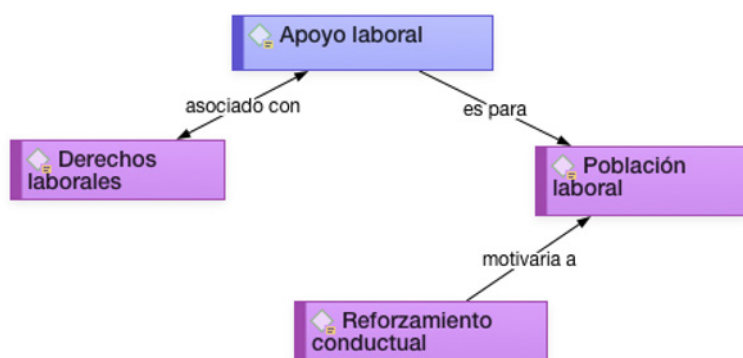 Apoyo laboral
asociado con
es para
Derechos
laborales
Población
laboral
motivaria a
Reforzamiento
conductual